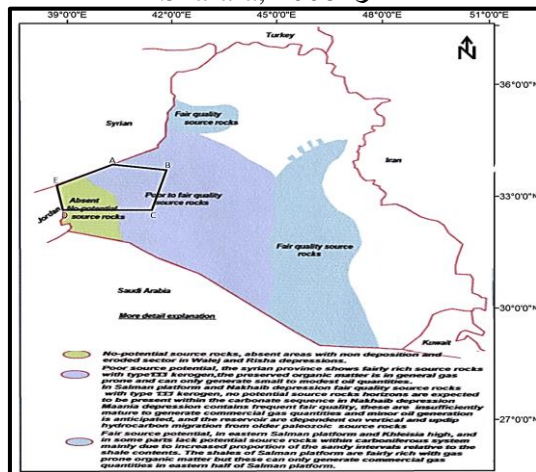 39°0'0"E
42°0'0"E
45°0'0"E
48°0'0"E
51°0'0"E
Turkey
N
36°0'0"N
Syrian
Fair quality
source rocks
Iran
A
B
E
33°0'0"N
Absent
No-potential
source rocks
Poor to fair quality
source rocks
Jordan
D
C
Fair quality source
rocks
Saudi Arabia
30°0'0"N
More detail explanation
Kuwait
No-potential source rocks, absent areas with non deposition and
eroded sector in Walej and Risha depressions.
Poor source potential, the syrian province shows fairly rich source rocks
with typeIII kerogen, the preserved organic matter is in general gas
prone and can only generate small to modest oil quantities.
In Salman platform and Nakhaib depression fair quality source rocks
with type III kerogen, no potential source rocks horizons are expected
to be present within the carbonate sequence in Nakhaib depression
Maania depression contains frequent fair quality, these are insufficiently
mature to generate commercial gas quantities and minor oil generation
is anticipated, und the reservoir are dependent on vertical and updip
hydrocarbon migration from older paleozoic source rocks
27°0'0"N
Fair source potential, in eastern Salman platform and Khleisia high, and
in some parts lack potential source rocks within carboniferous system
mainly due to increased proportion of the sandy intervals relative to the
shale contents. The shales of Salman platform are fairly rich with gas
prone organic matter but these can only generate commercial gas
quantities in eastern half of Salman platform.